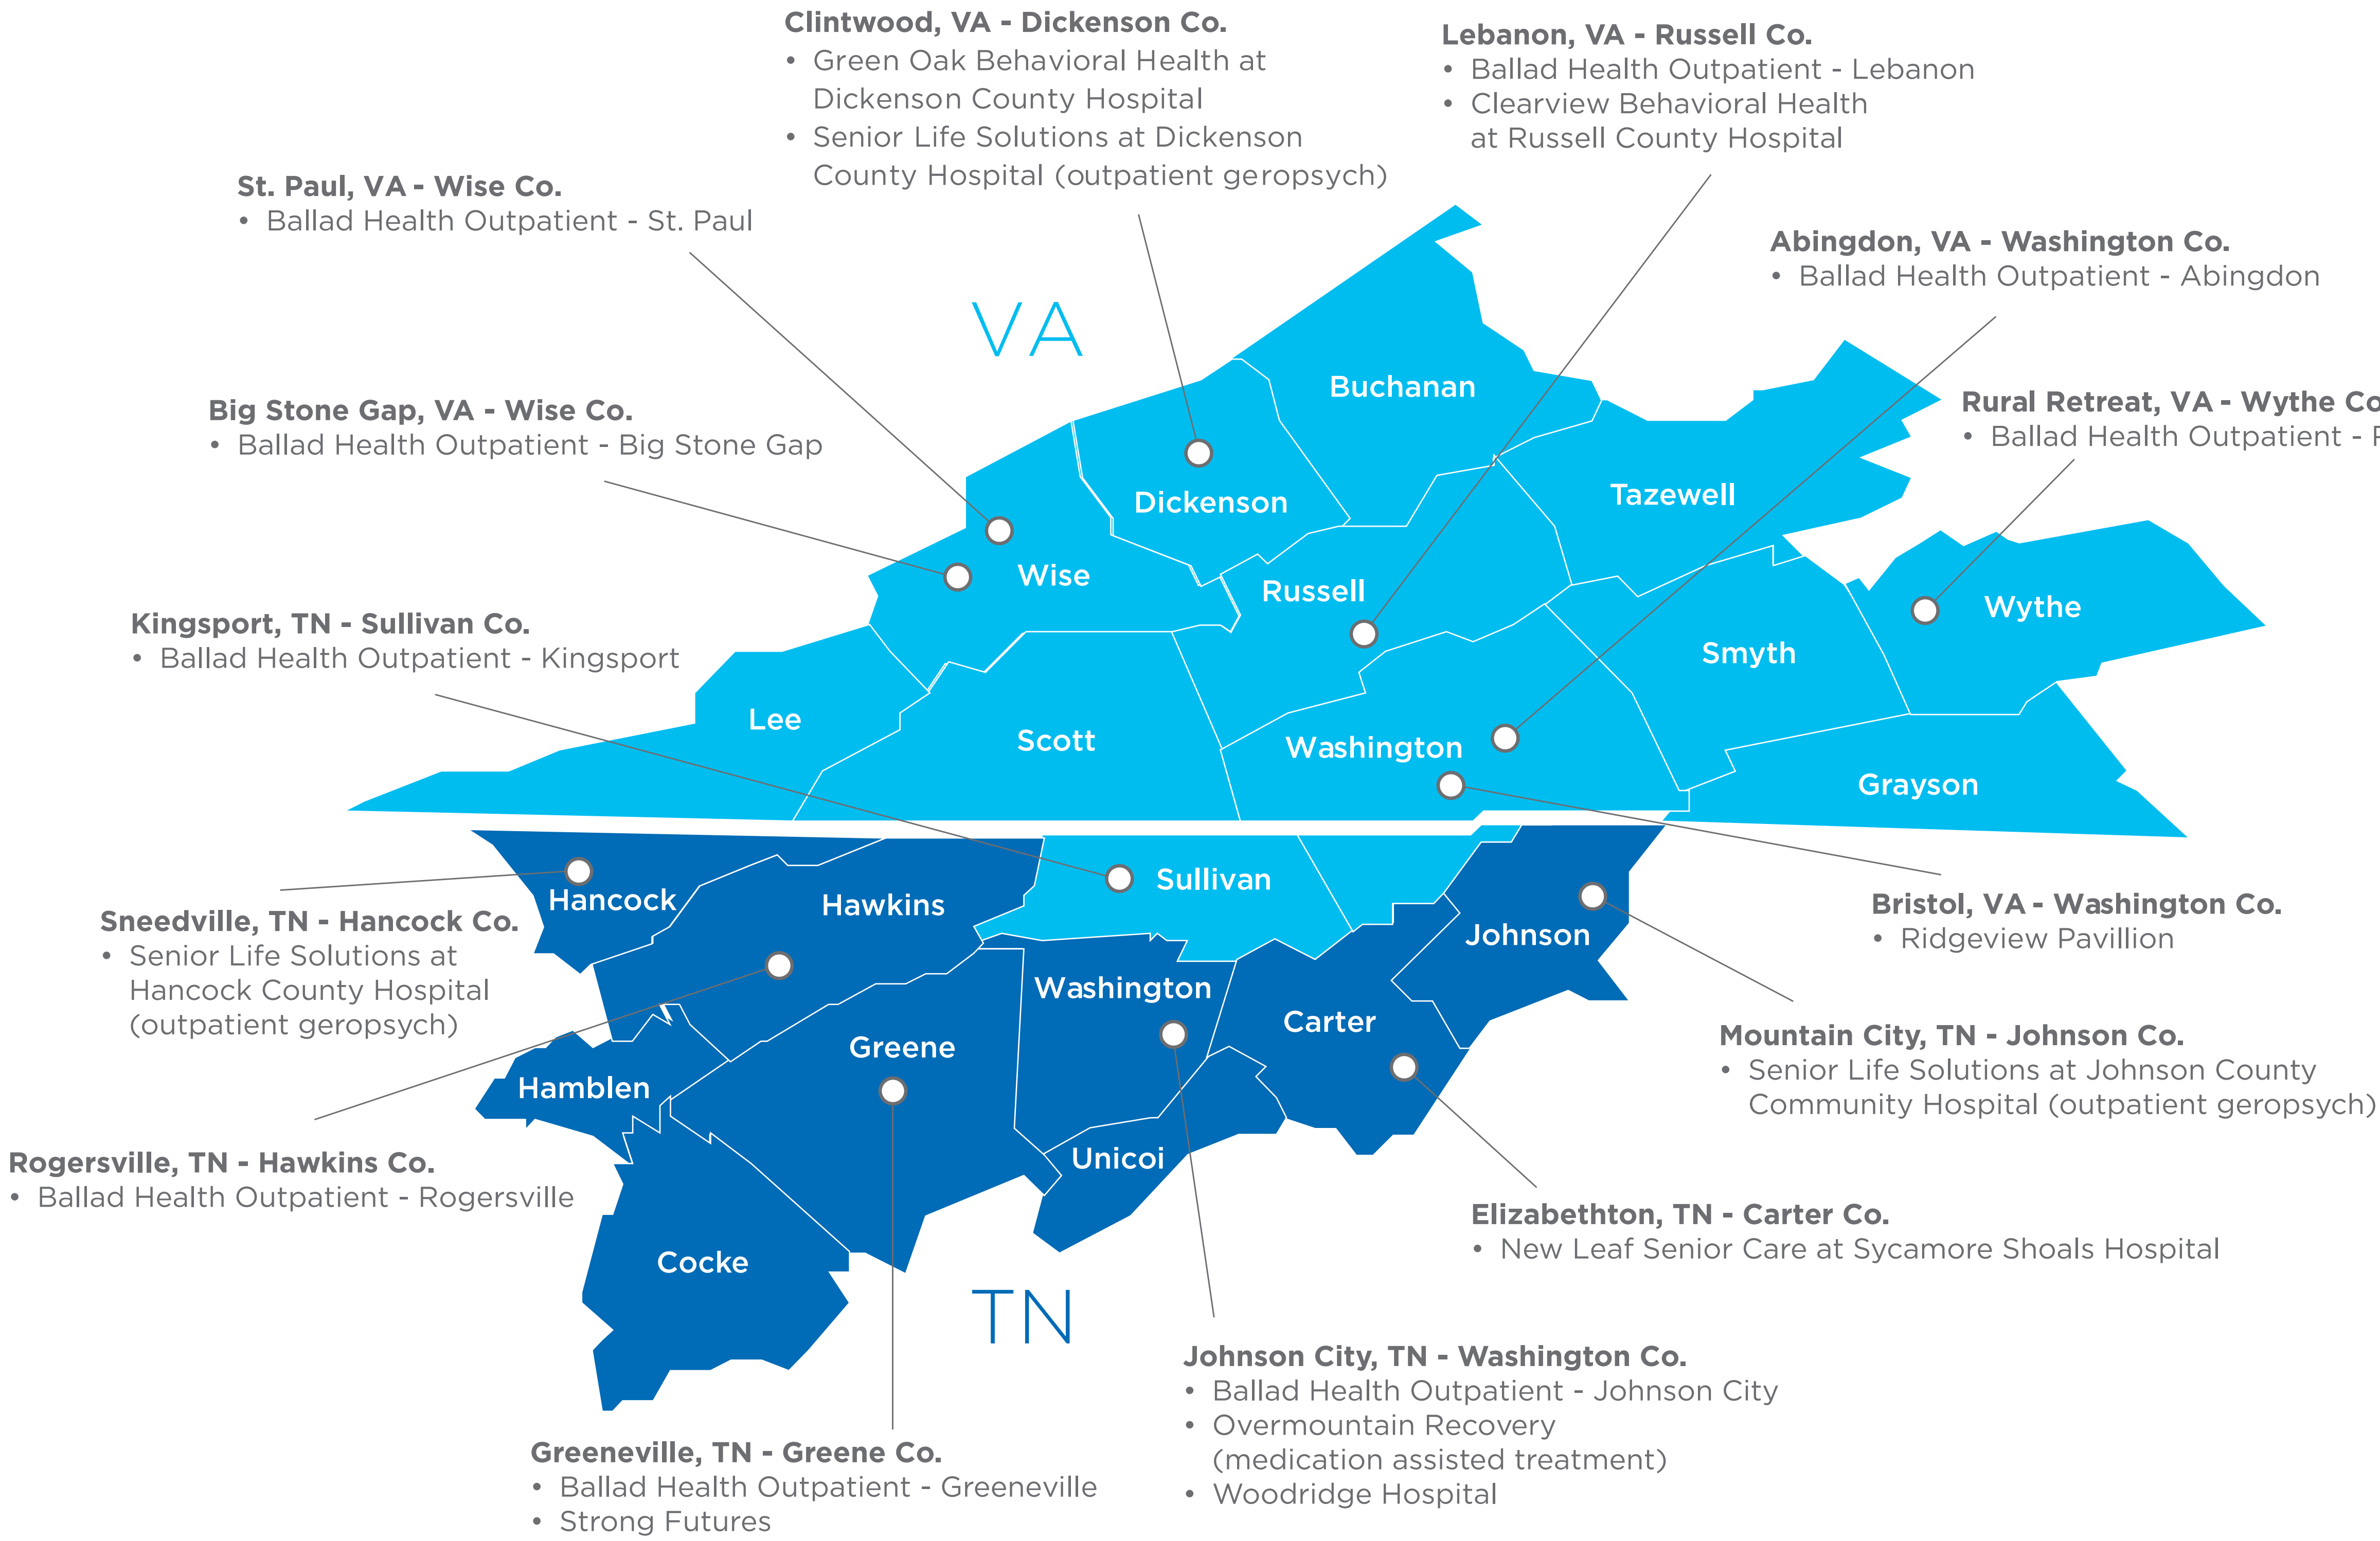 Clintwood, VA - Dickenson Co.
• Green Oak Behavioral Health at
Dickenson County Hospital
• Senior Life Solutions at Dickenson
County Hospital (outpatient geropsych)
Lebanon, VA - Russell Co.
• Ballad Health Outpatient - Lebanon
• Clearview Behavioral Health
at Russell County Hospital
St. Paul, VA - Wise Co.
• Ballad Health Outpatient - St. Paul
Abingdon, VA - Washington Co.
• Ballad Health Outpatient - Abingdon
VA
Big Stone Gap, VA - Wise Co.
• Ballad Health Outpatient - Big Stone Gap
Rural Retreat, VA - Wythe Co
• Ballad Health Outpatient -
Buchanan
Dickenson
Tazewell
Wise
Russell
Wythe
Kingsport, TN - Sullivan Co.
• Ballad Health Outpatient - Kingsport
Smyth
Lee
Scott
Washington
Grayson
Sullivan
Hancock
Hawkins
Johnson
Sneedville, TN - Hancock Co.
• Senior Life Solutions at
Hancock County Hospital
(outpatient geropsych)
Bristol, VA - Washington Co.
• Ridgeview Pavillion
Washington
Carter
Greene
Hamblen
Mountain City, TN - Johnson Co.
• Senior Life Solutions at Johnson County
Community Hospital (outpatient geropsych)
Unicoi
Rogersville, TN - Hawkins Co.
• Ballad Health Outpatient - Rogersville
Elizabethton, TN - Carter Co.
• New Leaf Senior Care at Sycamore Shoals Hospital
Cocke
TN
Johnson City, TN - Washington Co.
• Ballad Health Outpatient - Johnson City
• Overmountain Recovery
(medication assisted treatment)
• Woodridge Hospital
Greeneville, TN - Greene Co.
• Ballad Health Outpatient - Greeneville
• Strong Futures